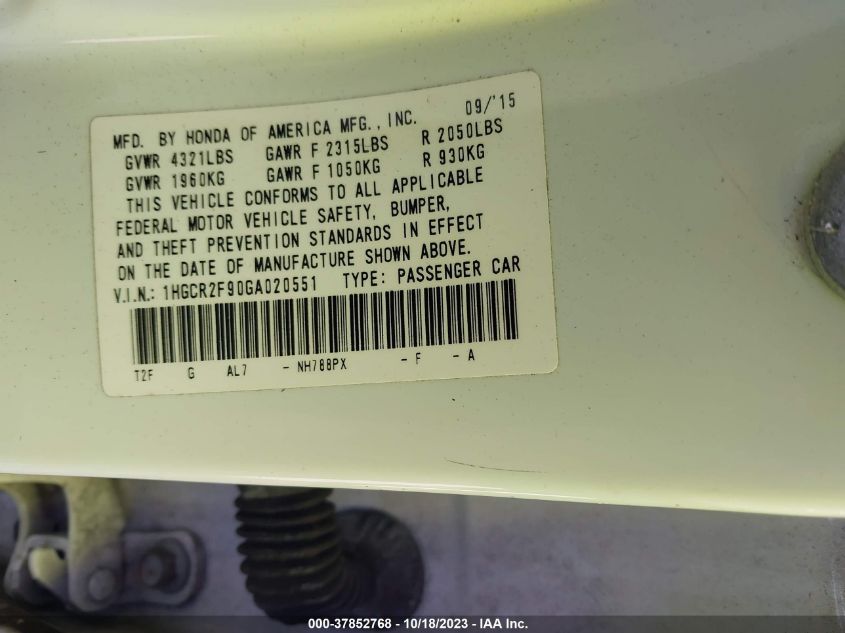 MFD. BY HONDA OF AMERICA MFG., INC. 09/'15
GVWR 4321LBS GAWR F 2315LBS R 2050LBS
GVWR 1960KG GAWR F 1050KG R 930KG
THIS VEHICLE CONFORMS TO ALL APPLICABLE
FEDERAL MOTOR VEHICLE SAFETY, BUMPER,
AND THEFT PREVENTION STANDARDS IN EFFECT
ON THE DATE OF MANUFACTURE SHOWN ABOVE.
V.I.N.: 1HGCR2F90GA020551 TYPE: PASSENGER CAR
T2F G AL7 - NH788PX - F - A
000-37852768 - 10/18/2023 - IAA Inc.